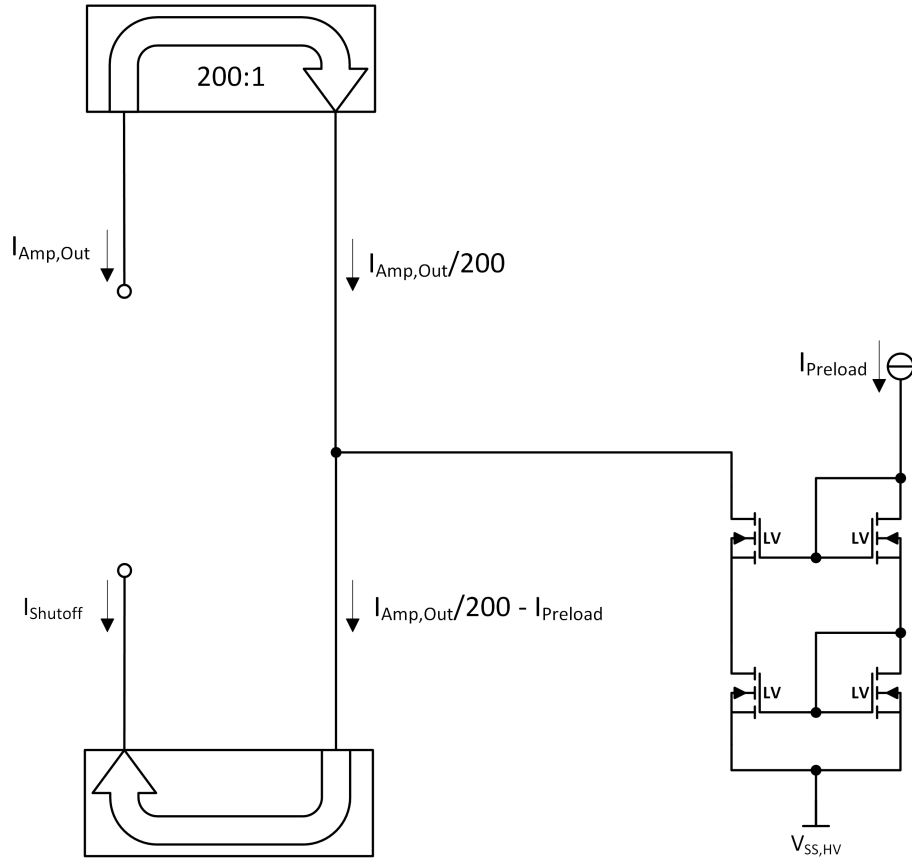 200:1
I_Amp,Out
I_Amp,Out/200
I_Preload
LV LV
I_Shutoff
I_Amp,Out/200 - I_Preload
LV LV
V_SS,HV